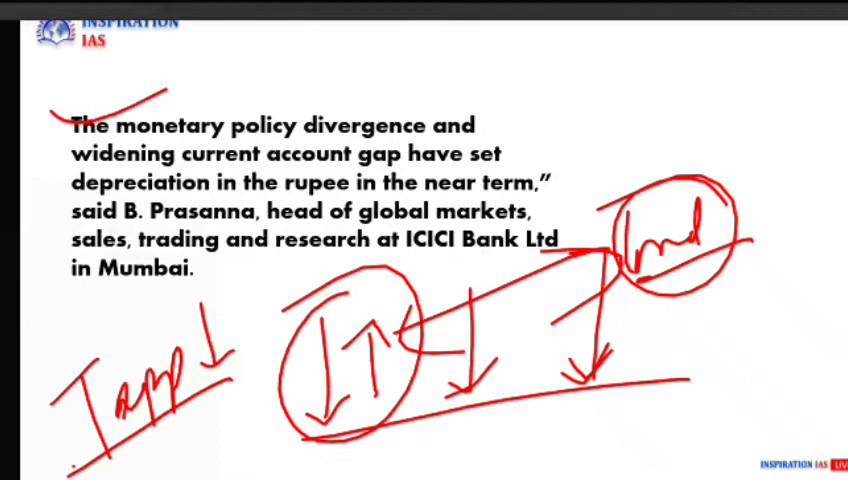 INSPIRATION
IAS
The monetary policy divergence and
widening current account gap have set
depreciation in the rupee in the near term,”
said B. Prasanna, head of global markets,
sales, trading and research at ICICI Bank Ltd
in Mumbai.
INSPIRATION IAS LIV